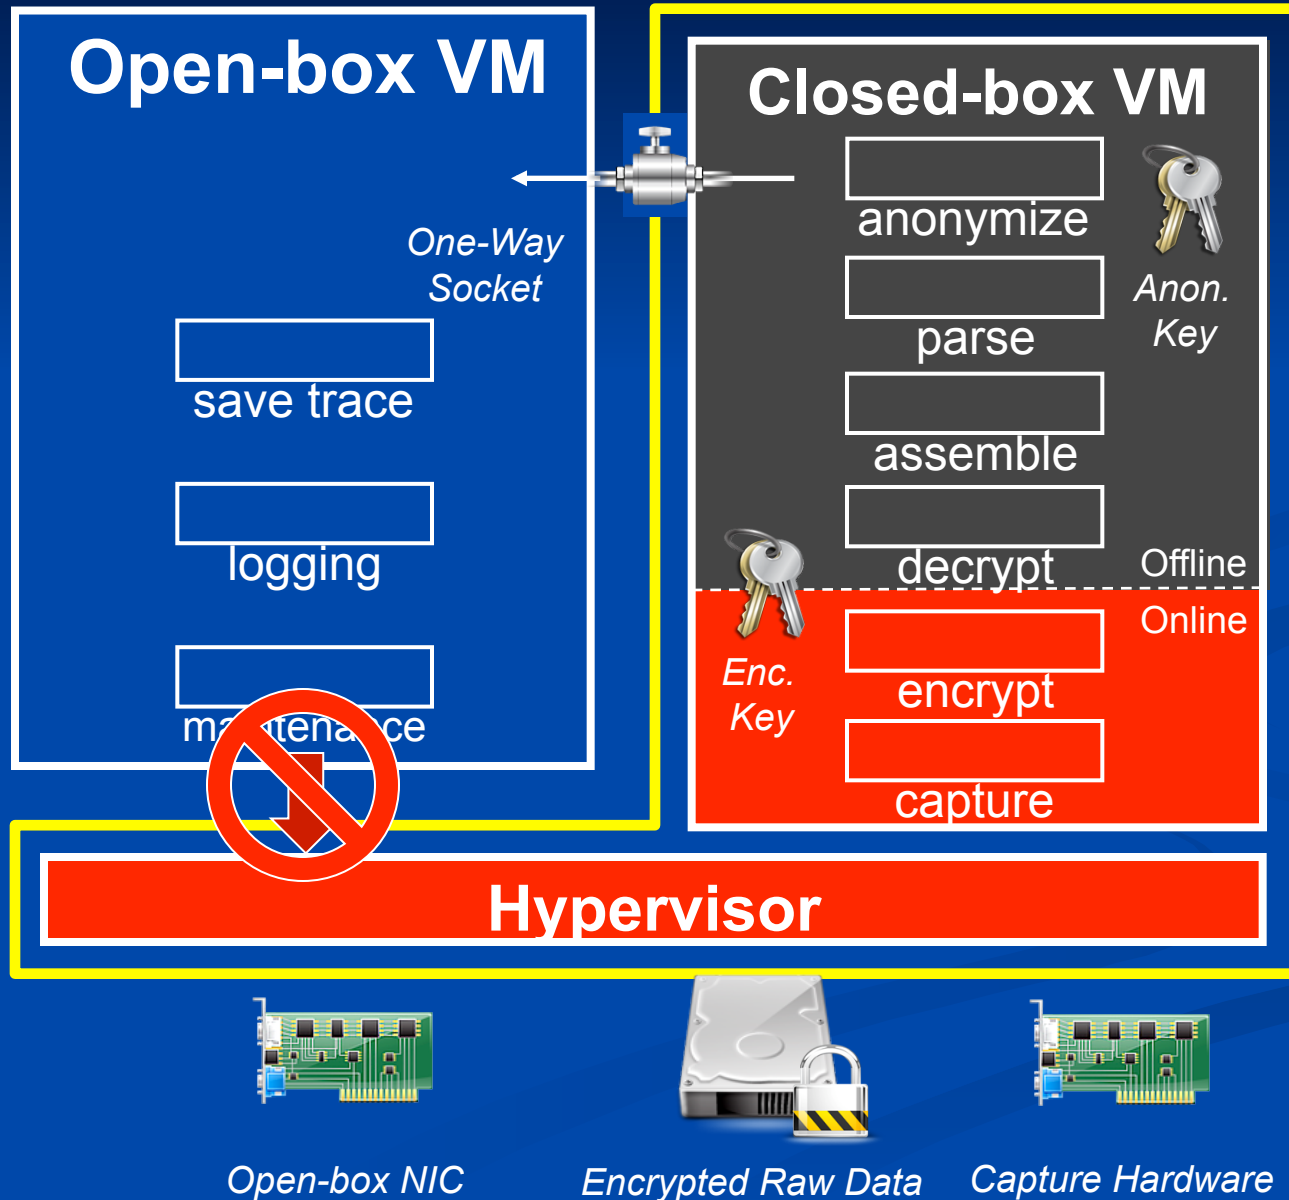 Open-box VM
One-Way
Socket
save trace
logging
maintenance
Closed-box VM
anonymize
Anon.
Key
parse
assemble
decrypt
Offline
Online
Enc.
Key
encrypt
capture
Hypervisor
Open-box NIC
Encrypted Raw Data
Capture Hardware